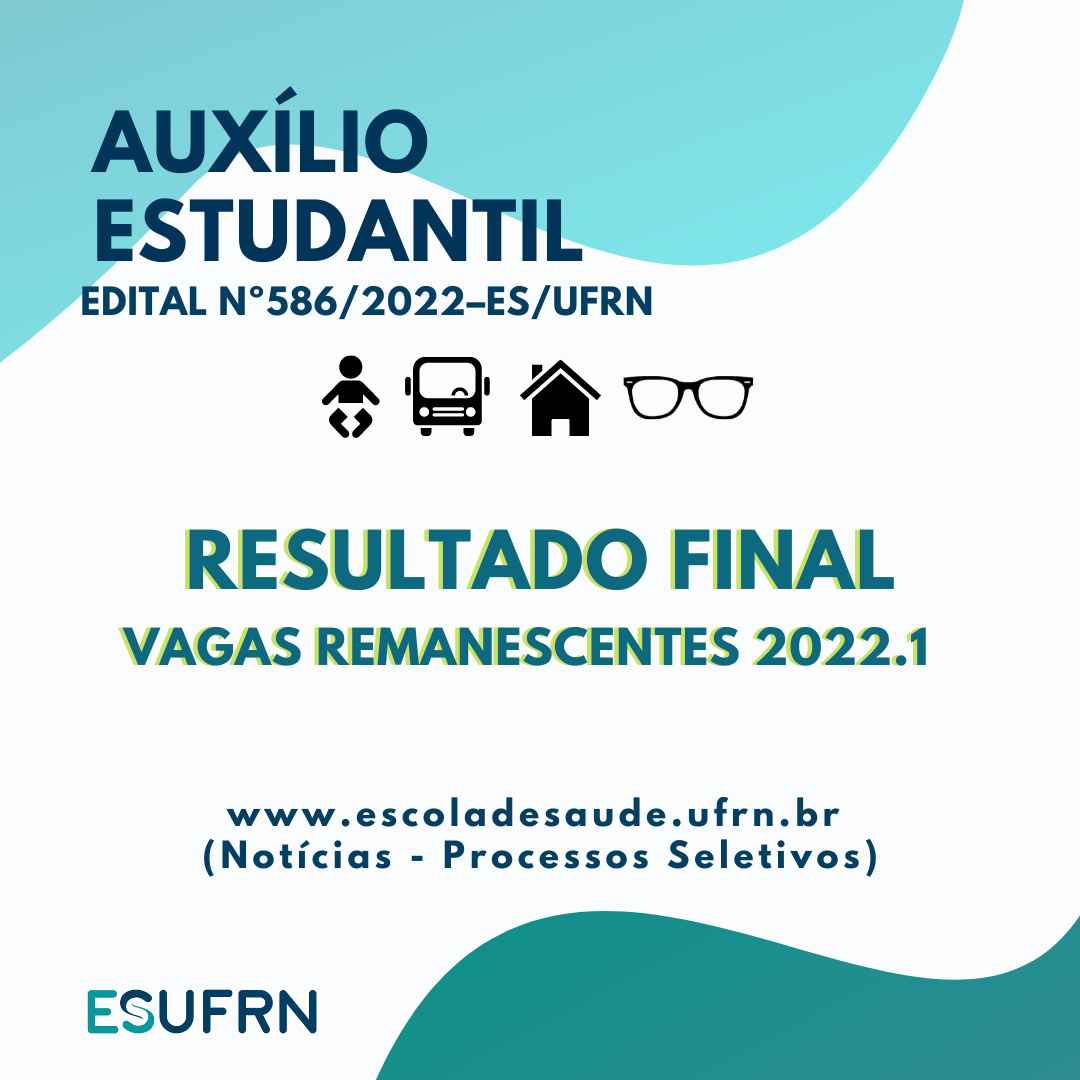 AUXÍLIO
ESTUDANTIL
EDITAL Nº586/2022–ES/UFRN
RESULTADO FINAL
VAGAS REMANESCENTES 2022.1
www.escoladesaude.ufrn.br
(Notícias - Processos Seletivos)
ESUFRN